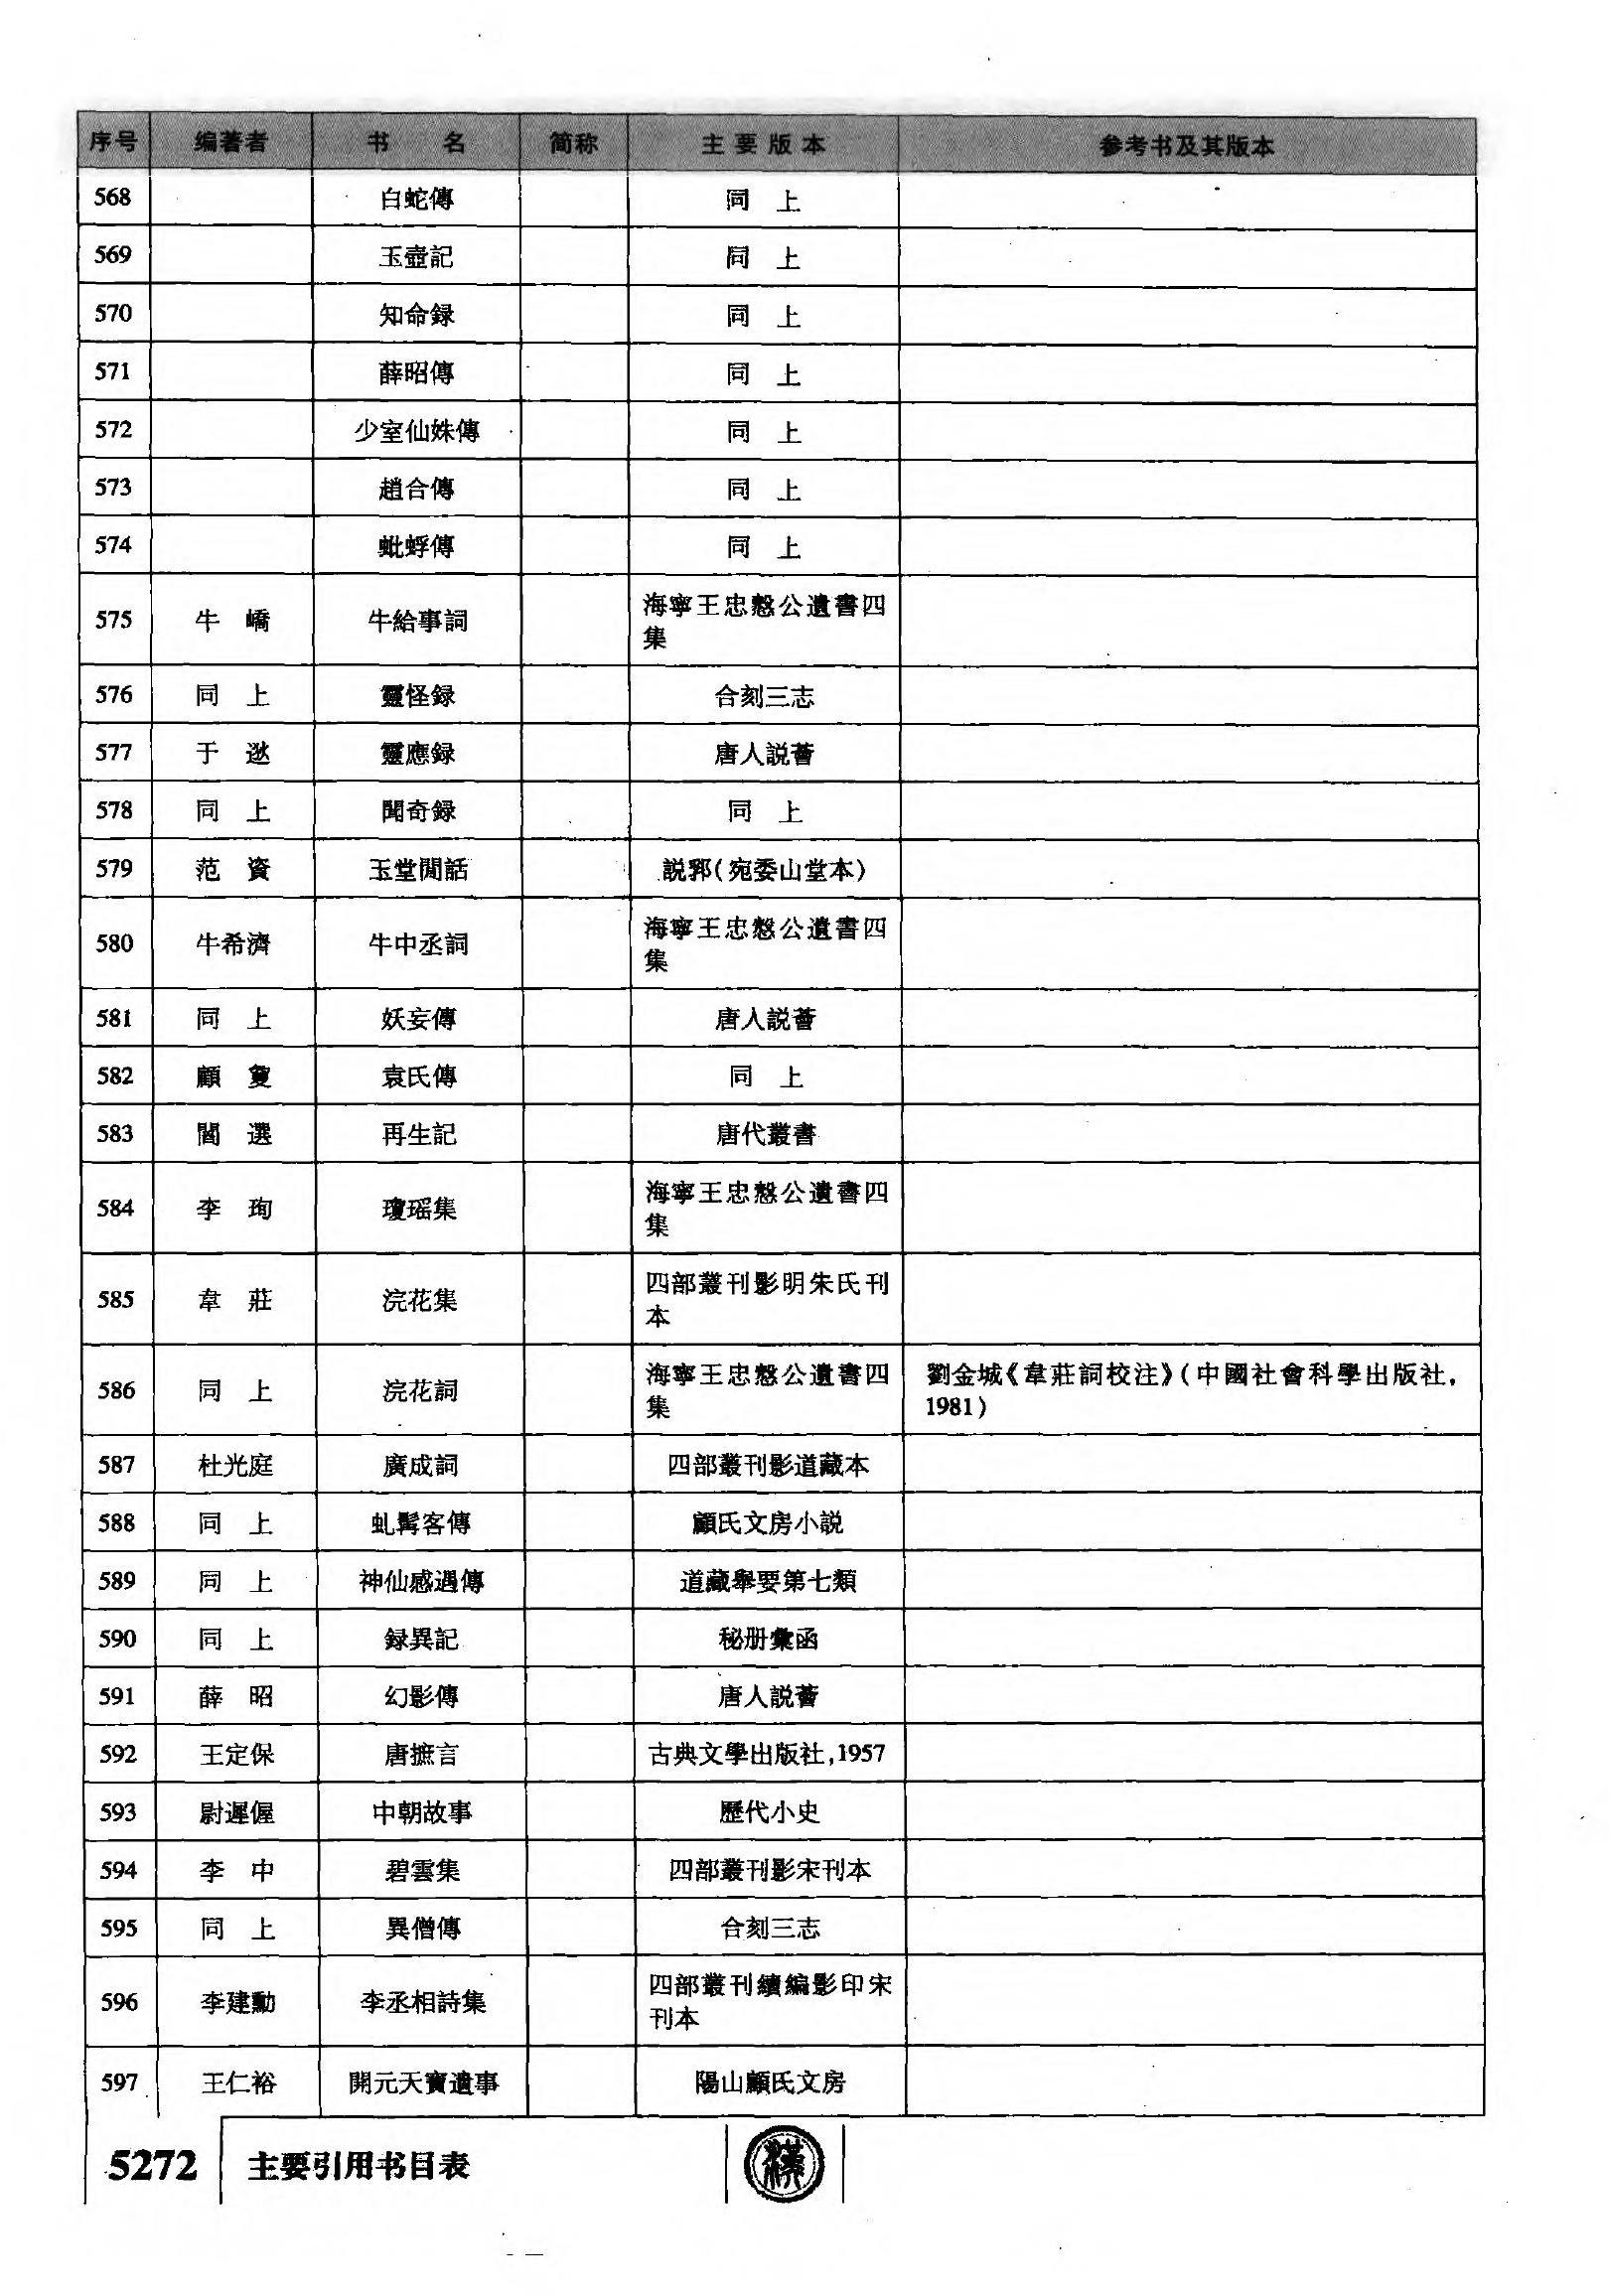 序号 编著者 书 名 简称 主要版本 参考书及其版本
568 白蛇傳 同 上
569 玉壺記 同 上
570 知命録 同 上
571 薛昭傳 同 上
572 少室仙姝傳 同 上
573 趙合傳 同 上
574 蚍蜉傳 同 上
575 牛 嶠 牛給事詞 海寧王忠慤公遺書四
集
576 同 上 靈怪録 合刻三志
577 于 逖 靈應録 唐人説薈
578 同 上 聞奇録 同 上
579 范 資 玉堂閒話 説郛(宛委山堂本)
580 牛希濟 牛中丞詞 海寧王忠慤公遺書四
集
581 同 上 妖妄傳 唐人説薈
582 顧 夐 袁氏傳 同 上
583 閻 選 再生記 唐代叢書
584 李 珣 瓊瑶集 海寧王忠慤公遺書四
集
585 韋 莊 浣花集 四部叢刊影明朱氏刊
本
586 同 上 浣花詞 海寧王忠慤公遺書四 劉金城《韋莊詞校注》(中國社會科學出版社,
集 1981)
587 杜光庭 廣成詞 四部叢刊影道藏本
588 同 上 虬髯客傳 顧氏文房小説
589 同 上 神仙感遇傳 道藏舉要第七類
590 同 上 録異記 秘册彙函
591 薛 昭 幻影傳 唐人説薈
592 王定保 唐摭言 古典文學出版社,1957
593 尉遲偓 中朝故事 歷代小史
594 李 中 碧雲集 四部叢刊影宋刊本
595 同 上 異僧傳 合刻三志
596 李建勳 李丞相詩集 四部叢刊續編影印宋
刊本
597 王仁裕 開元天寶遺事 陽山顧氏文房
5272 主要引用书目表